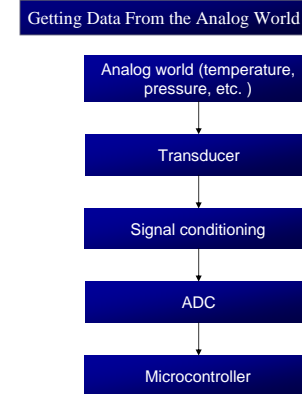 Getting Data From the Analog World
Analog world (temperature,
pressure, etc. )
Transducer
Signal conditioning
ADC
Microcontroller